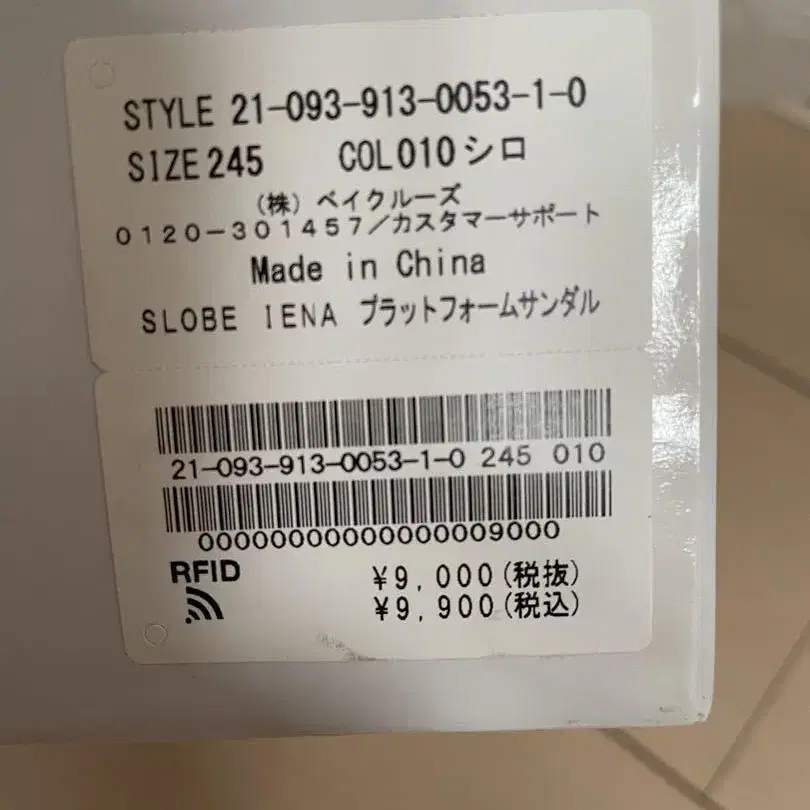 STYLE 21-093-913-0053-1-0
SIZE 245 COL010シロ
(株) ベイクルーズ
0120-301457/カスタマーサポート
Made in China
SLOBE IENA プラットフォームサンダル
21-093-913-0053-1-0 245 010
00000000000000009000
RFID
¥9,000(税抜)
¥9,900(税込)